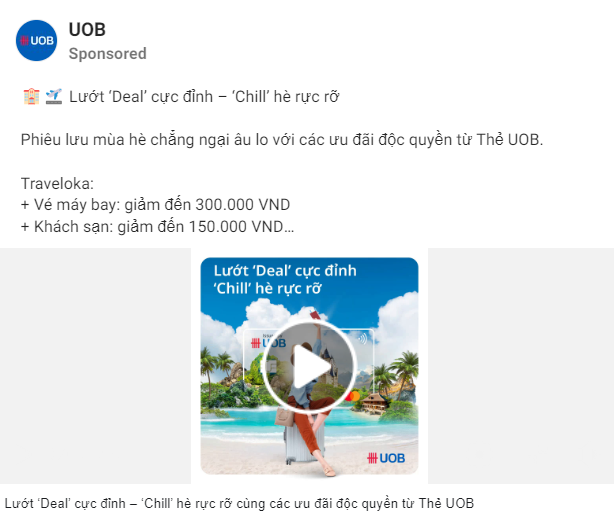 UOB
UOB
Sponsored
🏨 🛫 Lướt ‘Deal’ cực đỉnh – ‘Chill’ hè rực rỡ
Phiêu lưu mùa hè chẳng ngại âu lo với các ưu đãi độc quyền từ Thẻ UOB.
Traveloka:
+ Vé máy bay: giảm đến 300.000 VND
+ Khách sạn: giảm đến 150.000 VND…
Lướt ‘Deal’ cực đỉnh
‘Chill’ hè rực rỡ
UOB
UOB
Lướt ‘Deal’ cực đỉnh – ‘Chill’ hè rực rỡ cùng các ưu đãi độc quyền từ Thẻ UOB